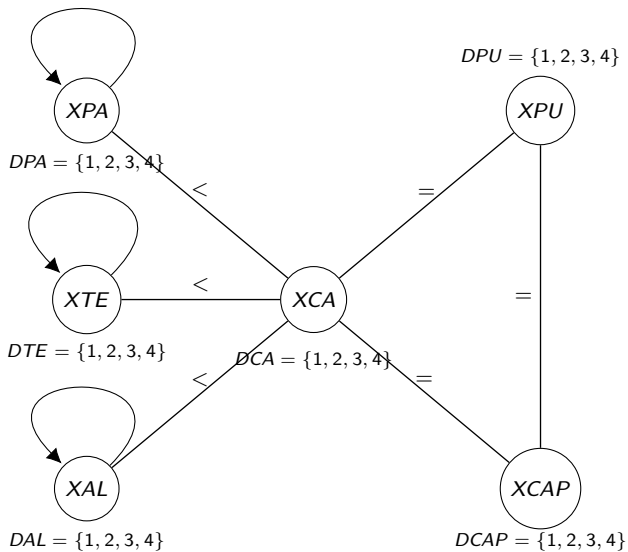 DPU = {1, 2, 3, 4}
XPA
XPU
DPA = {1, 2, 3, 4}
<
=
XTE
<
XCA
=
DTE = {1, 2, 3, 4}
DCA = {1, 2, 3, 4}
<
=
XAL
XCAP
DAL = {1, 2, 3, 4}
DCAP = {1, 2, 3, 4}